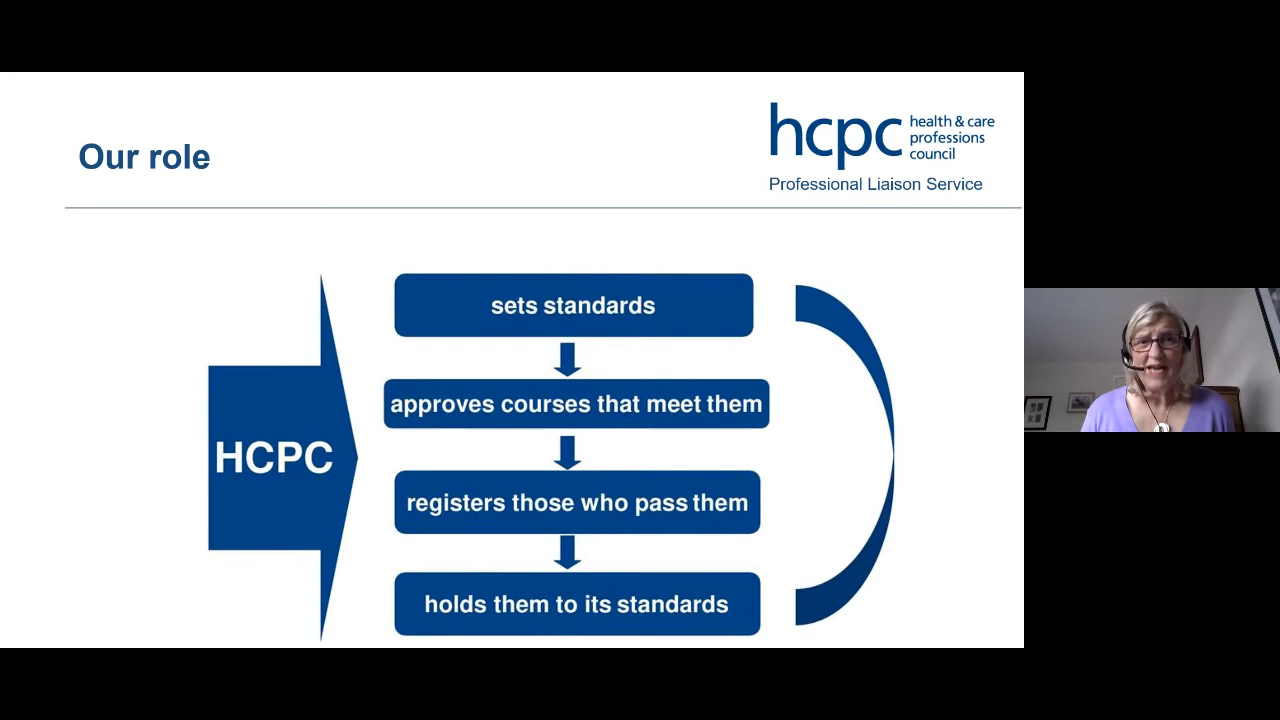 Our role
hcpc
health & care
professions
council
Professional Liaison Service
HCPC
sets standards
approves courses that meet them
registers those who pass them
holds them to its standards